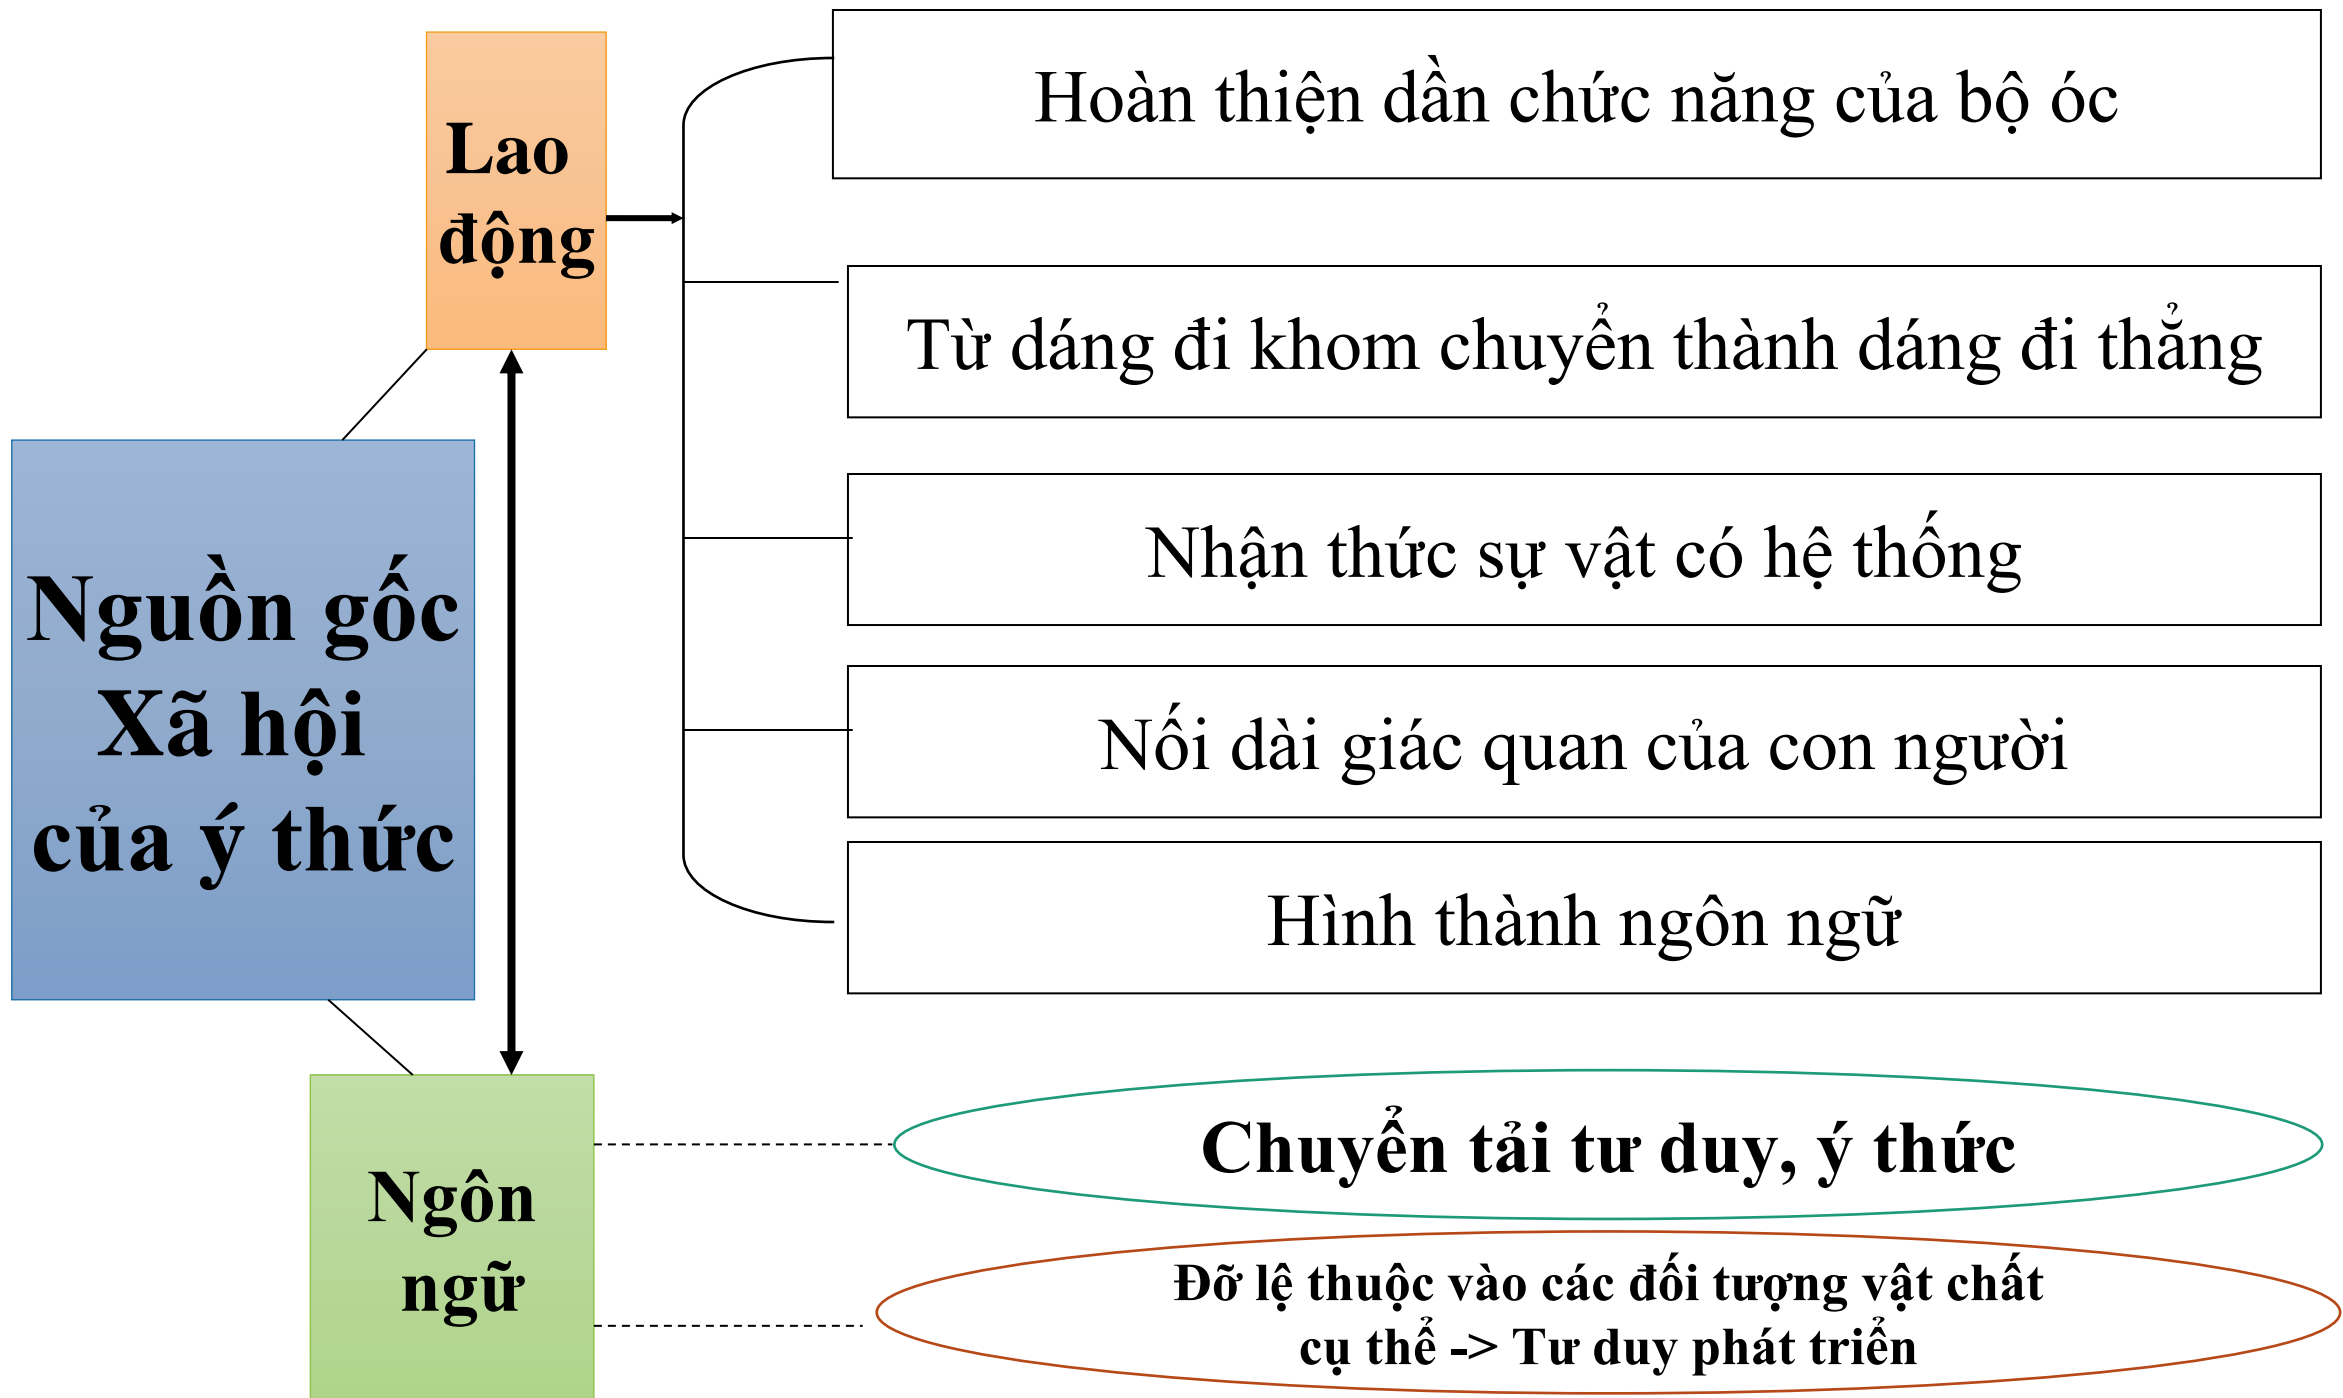 Nguồn gốc
Xã hội
của ý thức
Lao
động
Hoàn thiện dần chức năng của bộ óc
Từ dáng đi khom chuyển thành dáng đi thẳng
Nhận thức sự vật có hệ thống
Nối dài giác quan của con người
Hình thành ngôn ngữ
Ngôn
ngữ
Chuyển tải tư duy, ý thức
Đỡ lệ thuộc vào các đối tượng vật chất
cụ thể -> Tư duy phát triển